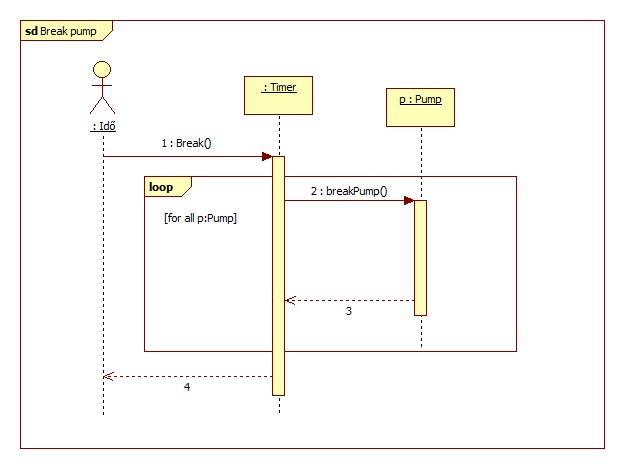 sd Break pump
: Idő
: Timer
p : Pump
1 : Break()
loop
2 : breakPump()
[for all p:Pump]
3
4